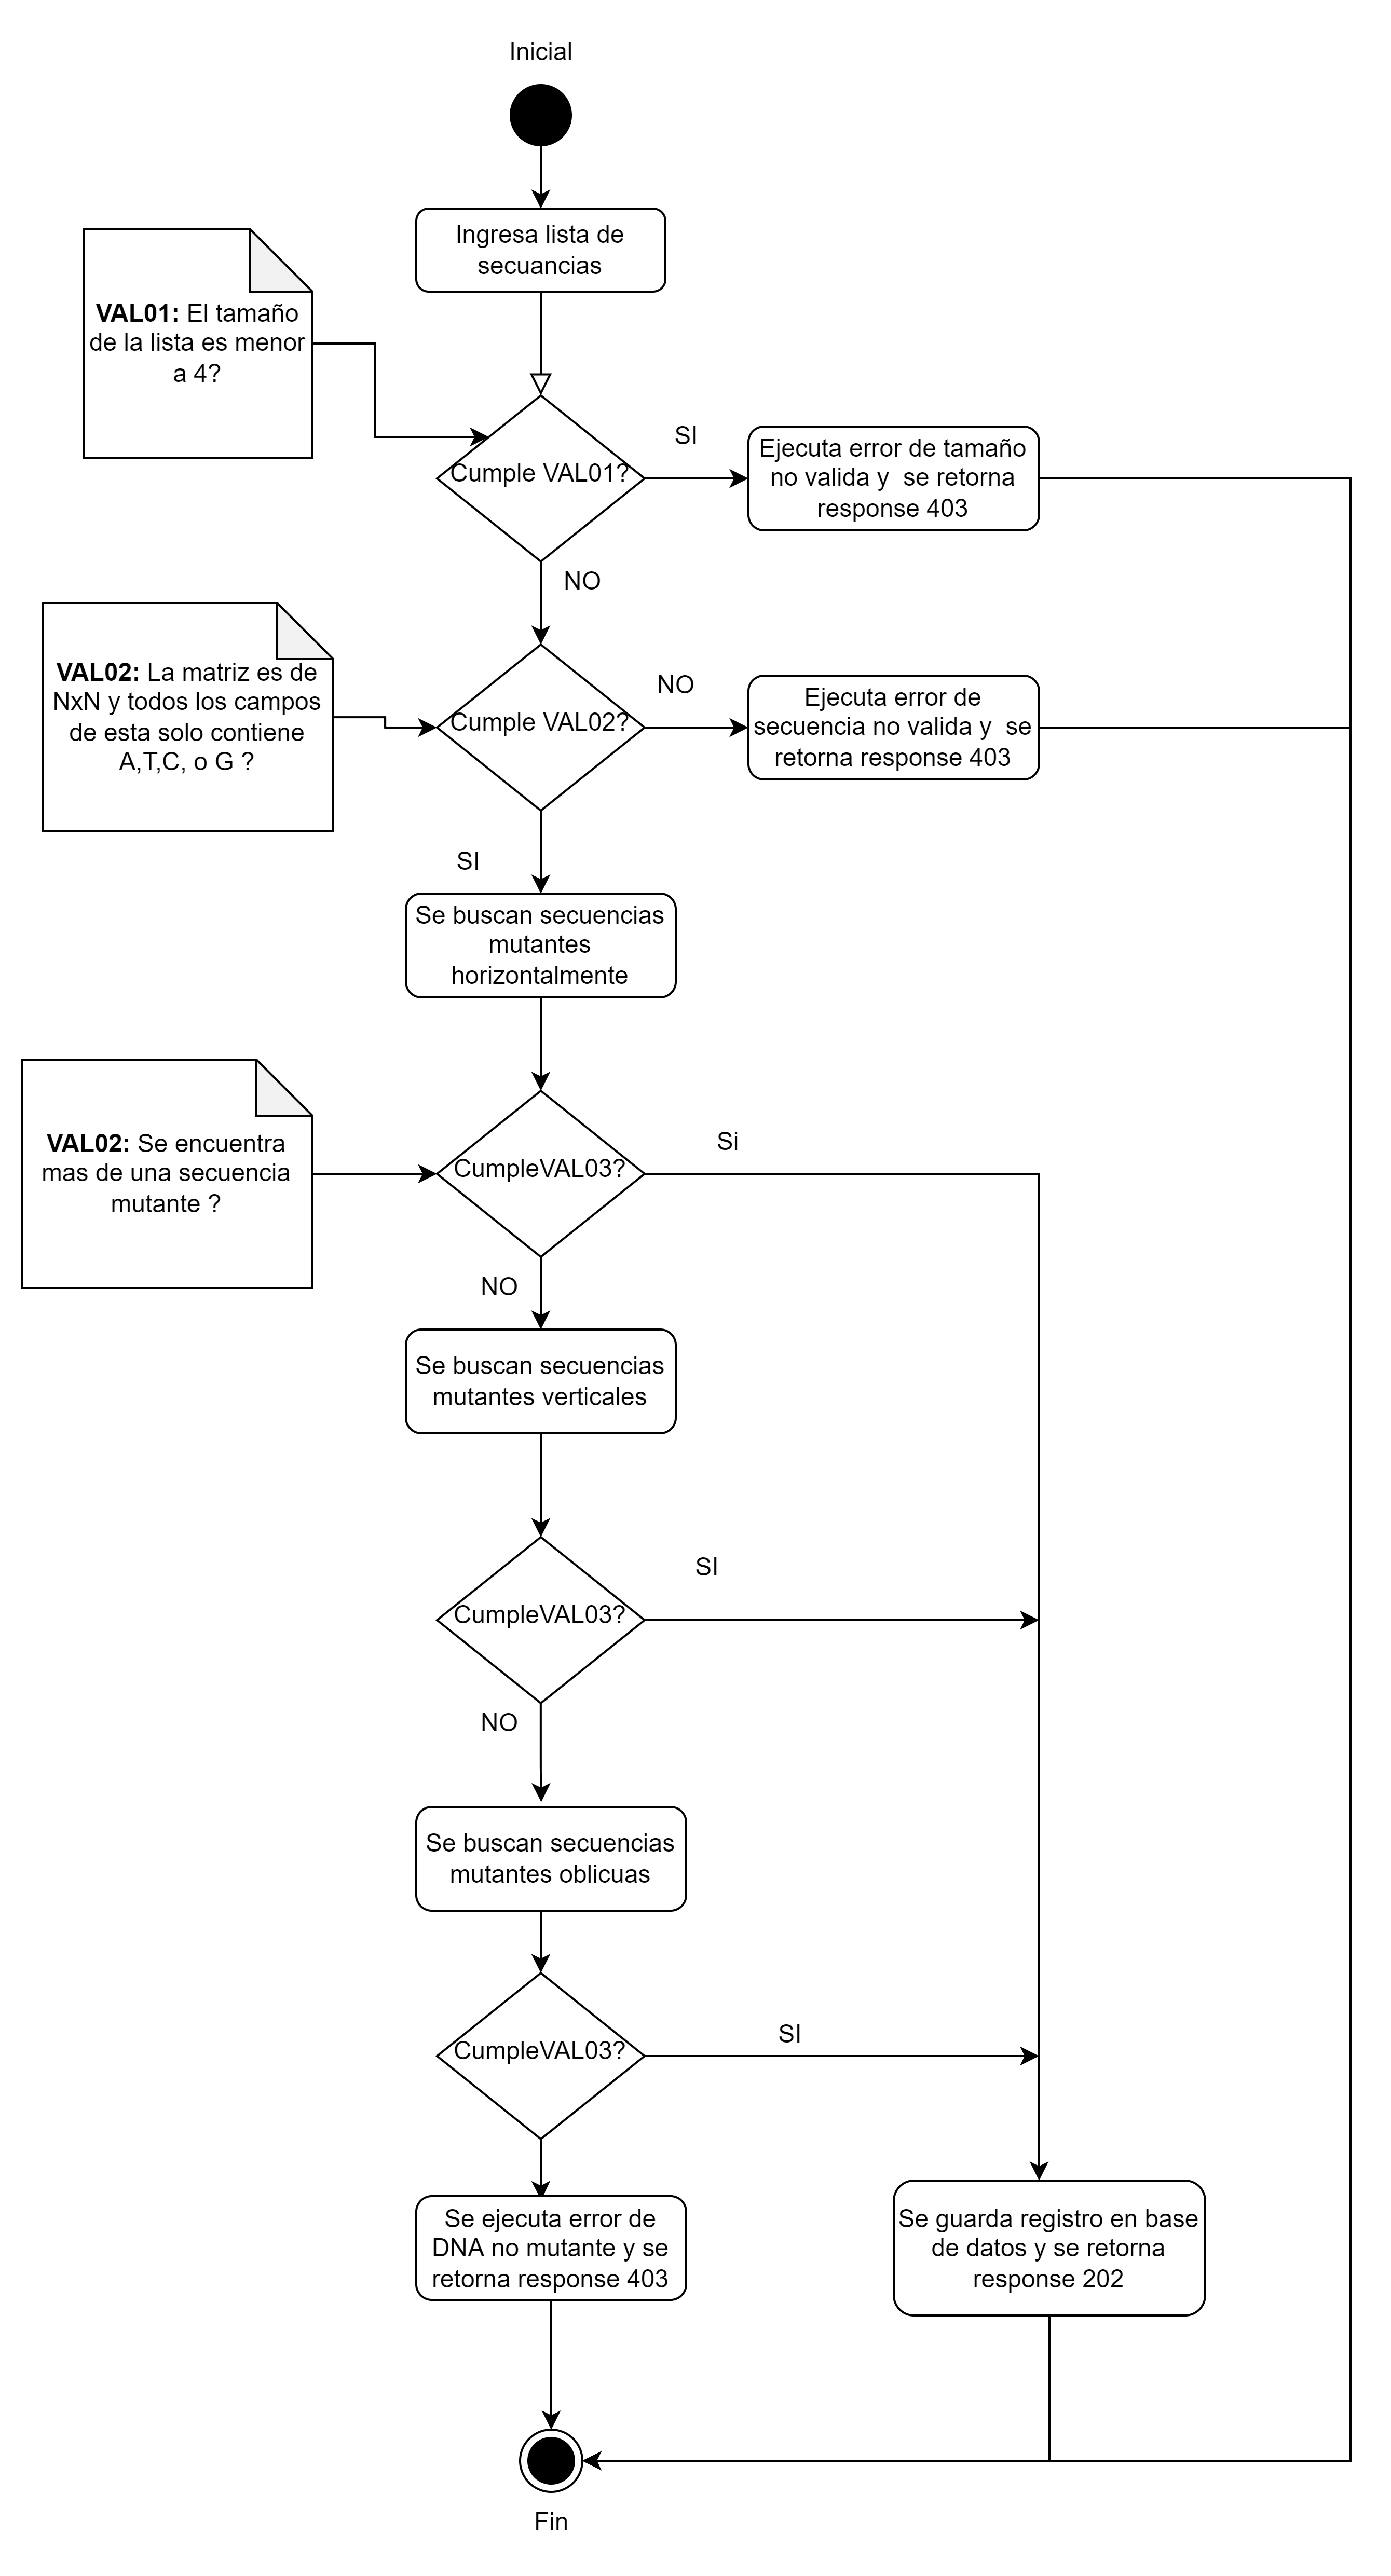 Inicial
Ingresa lista de
secuancias
VAL01: El tamaño
de la lista es menor
a 4?
Cumple VAL01?
SI
Ejecuta error de tamaño
no valida y  se retorna
response 403
NO
VAL02: La matriz es de
NxN y todos los campos
de esta solo contiene
A,T,C, o G ?
Cumple VAL02?
NO
Ejecuta error de
secuencia no valida y  se
retorna response 403
SI
Se buscan secuencias
mutantes
horizontalmente
VAL02: Se encuentra
mas de una secuencia
mutante ?
CumpleVAL03?
Si
NO
Se buscan secuencias
mutantes verticales
CumpleVAL03?
SI
NO
Se buscan secuencias
mutantes oblicuas
CumpleVAL03?
SI
Se ejecuta error de
DNA no mutante y se
retorna response 403
Se guarda registro en base
de datos y se retorna
response 202
Fin